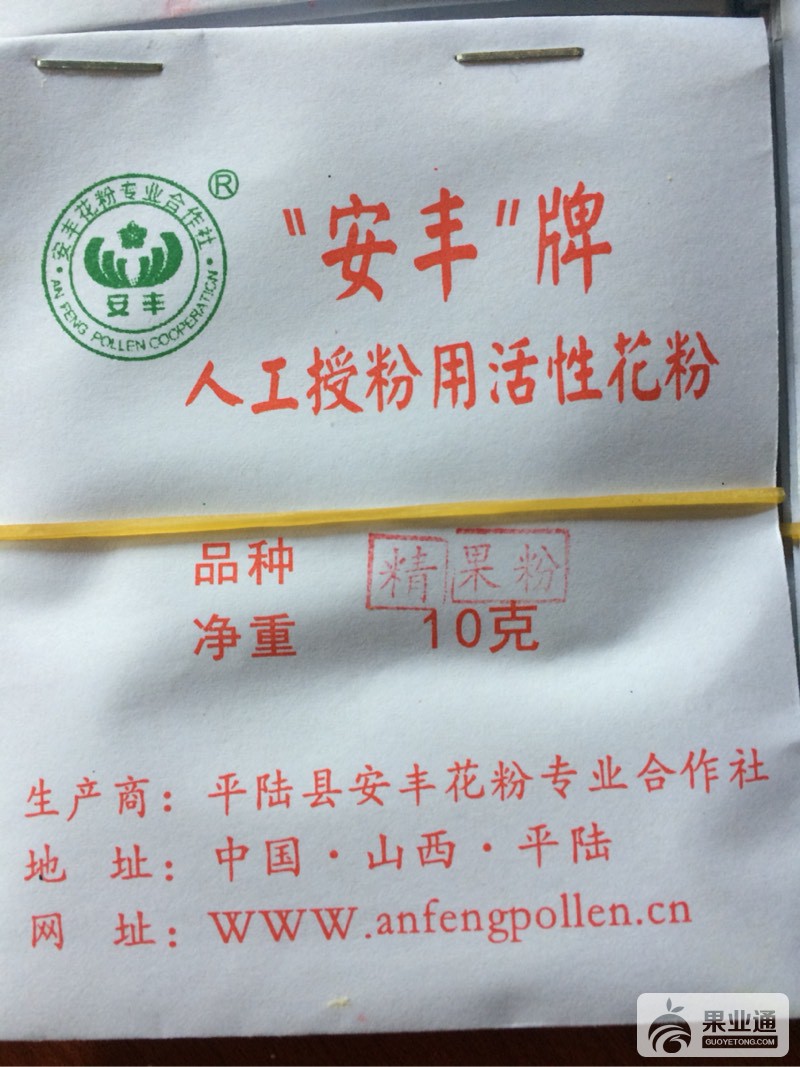 安丰花粉专业合作社
®
安丰
AN FENG POLLEN COOPERATION
"安丰"牌
人工授粉用活性花粉
品种 精果粉
净重 10克
生产商：平陆县安丰花粉专业合作社
地 址：中国·山西·平陆
网 址：WWW.anfengpollen.cn
果业通
GUOYETONG.COM